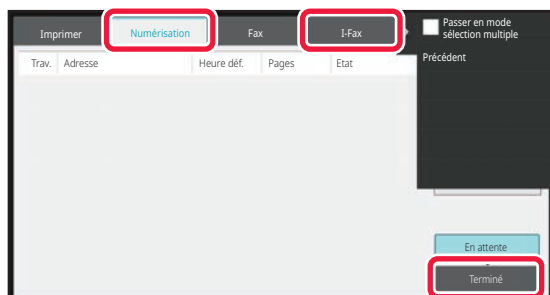 Imprimer Numérisation Fax I-Fax
Passer en mode
sélection multiple
Trav. Adresse Heure déf. Pages Etat
Précédent
En attente
Terminé